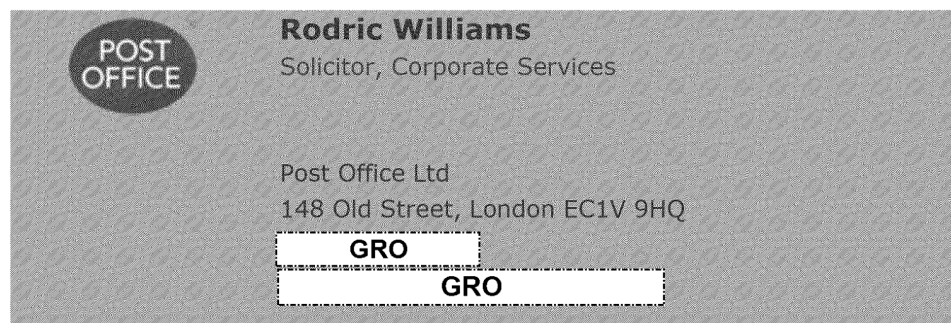 POST
OFFICE
Rodric Williams
Solicitor, Corporate Services
Post Office Ltd
148 Old Street, London EC1V 9HQ
GRO
GRO